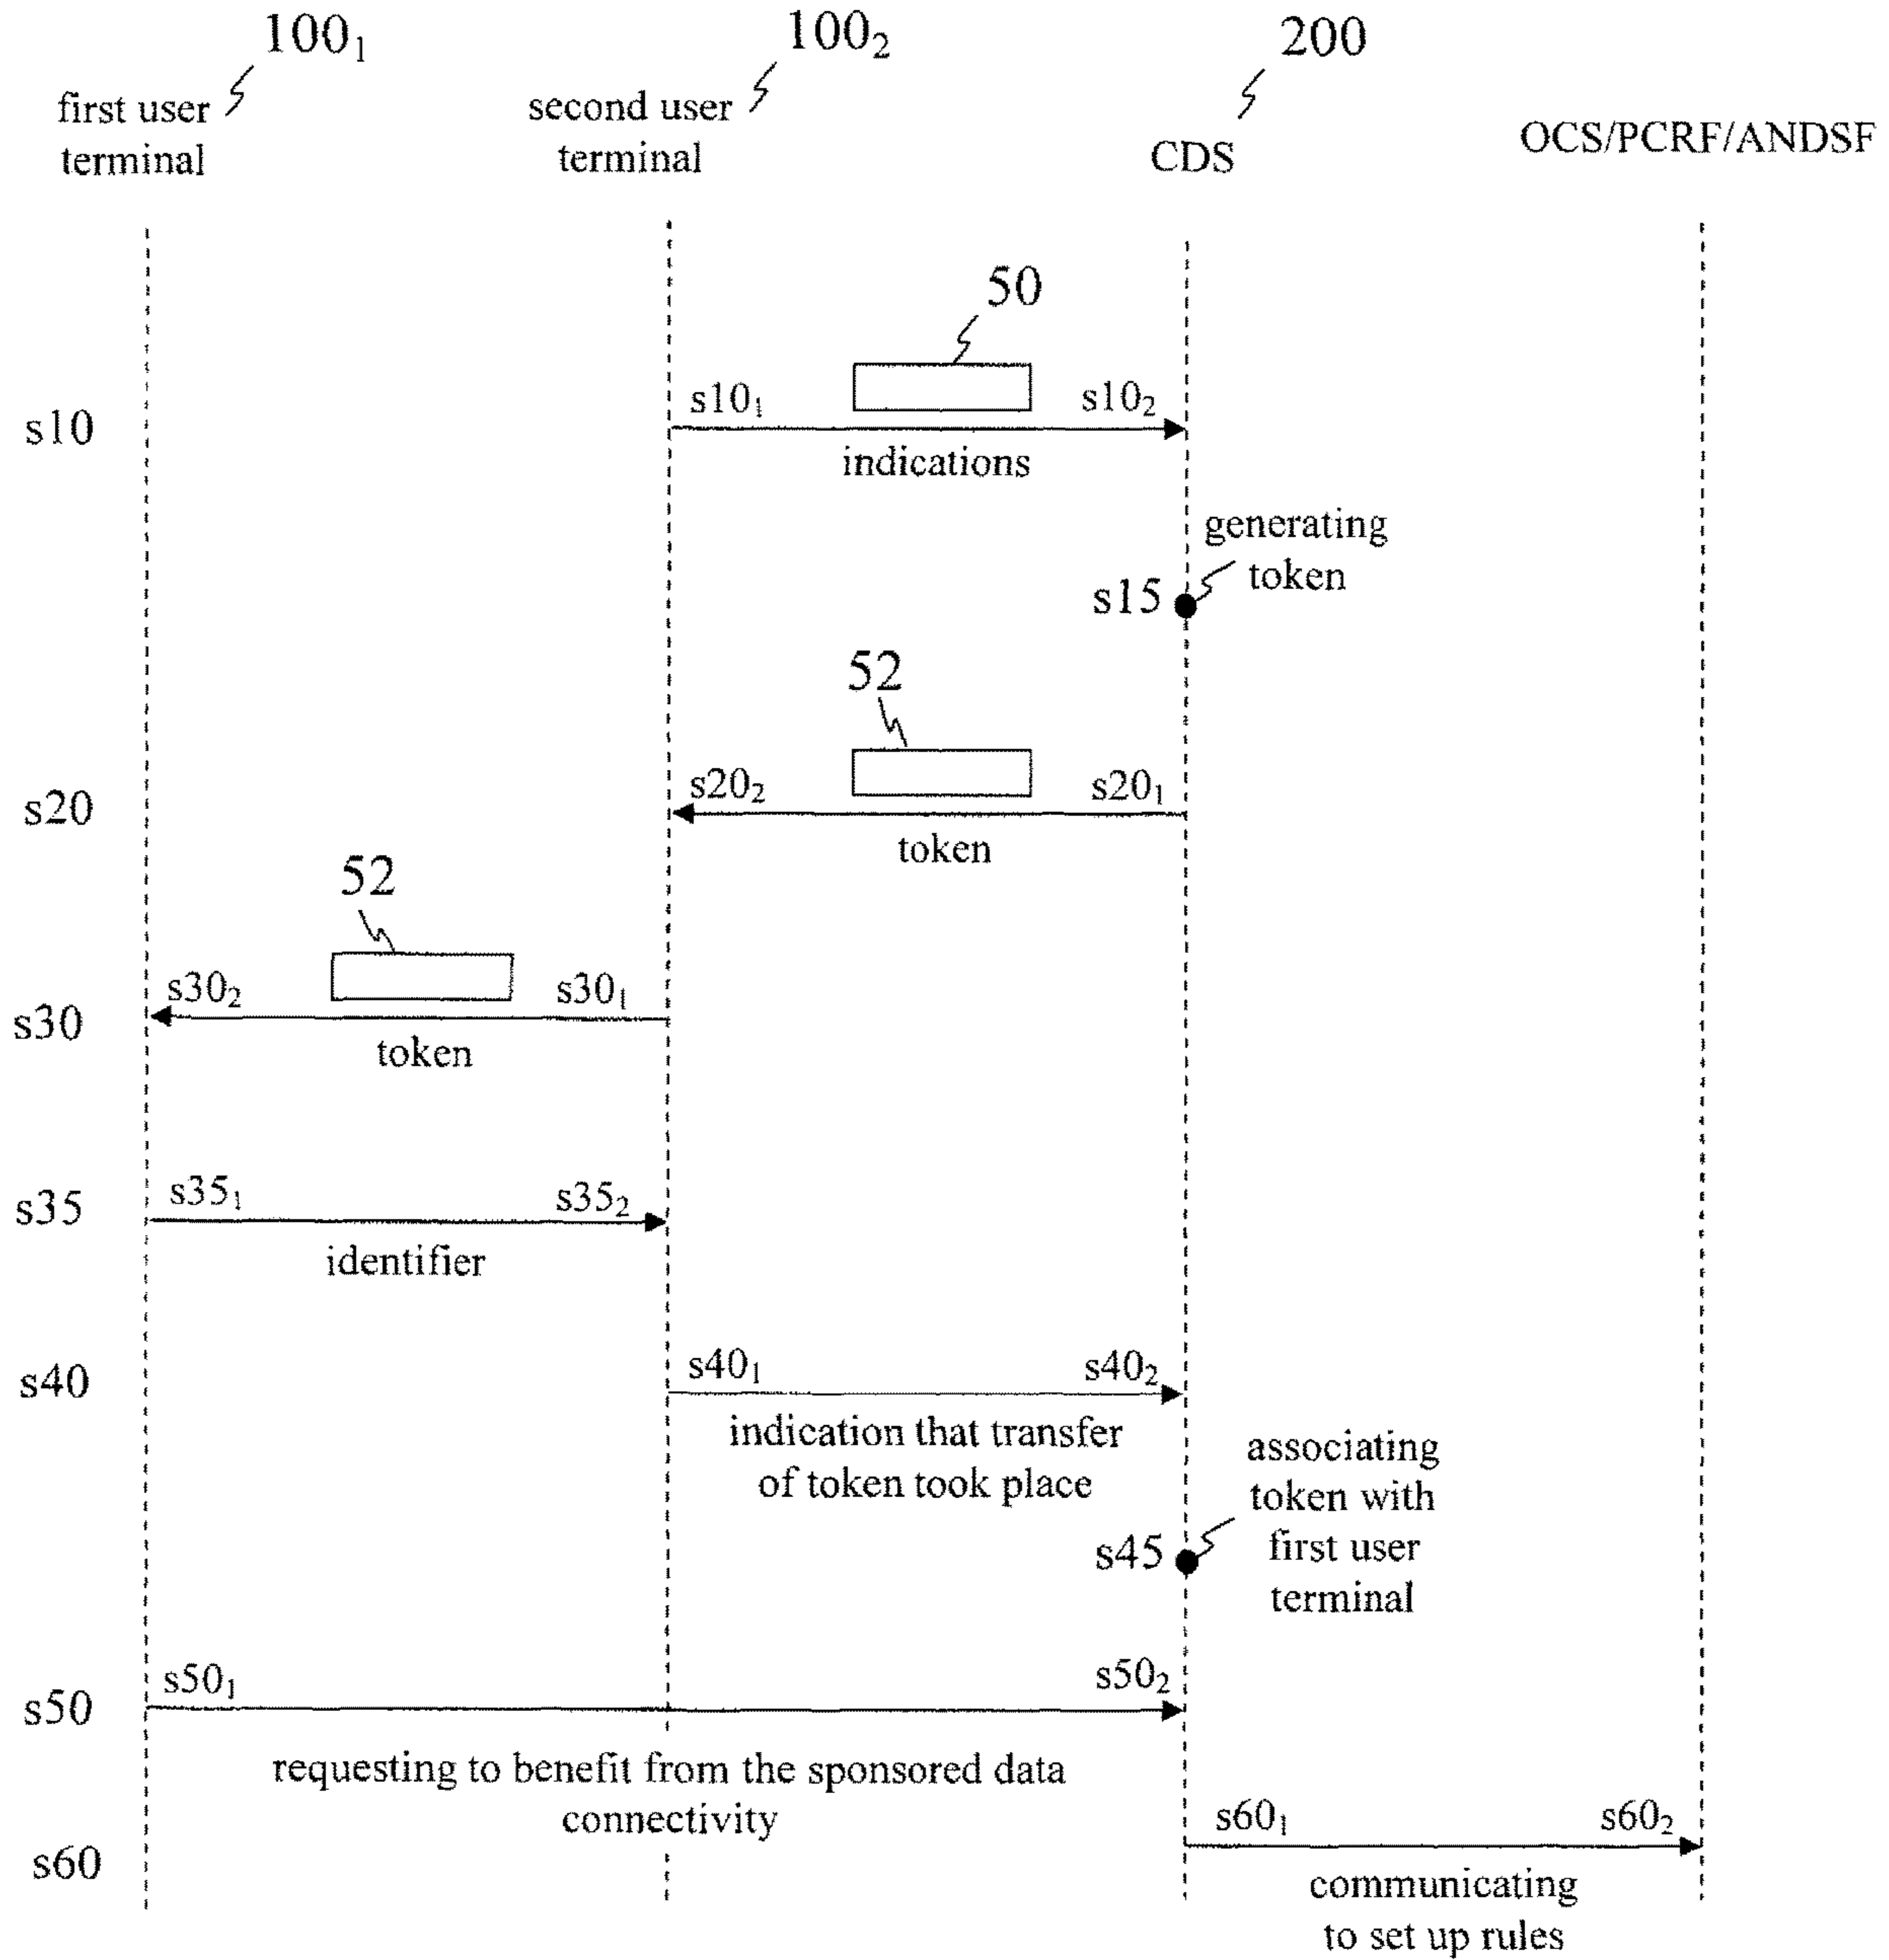 100₁
100₂
200
first user
terminal
second user
terminal
CDS
OCS/PCRF/ANDSF
50
s10
s10₁
s10₂
indications
generating
token
s15
52
s20
s20₂
s20₁
token
52
s30
s30₂
s30₁
token
s35
s35₁
s35₂
identifier
s40
s40₁
s40₂
indication that transfer
of token took place
associating
token with
first user
terminal
s45
s50
s50₁
s50₂
requesting to benefit from the sponsored data
connectivity
s60
s60₁
s60₂
communicating
to set up rules